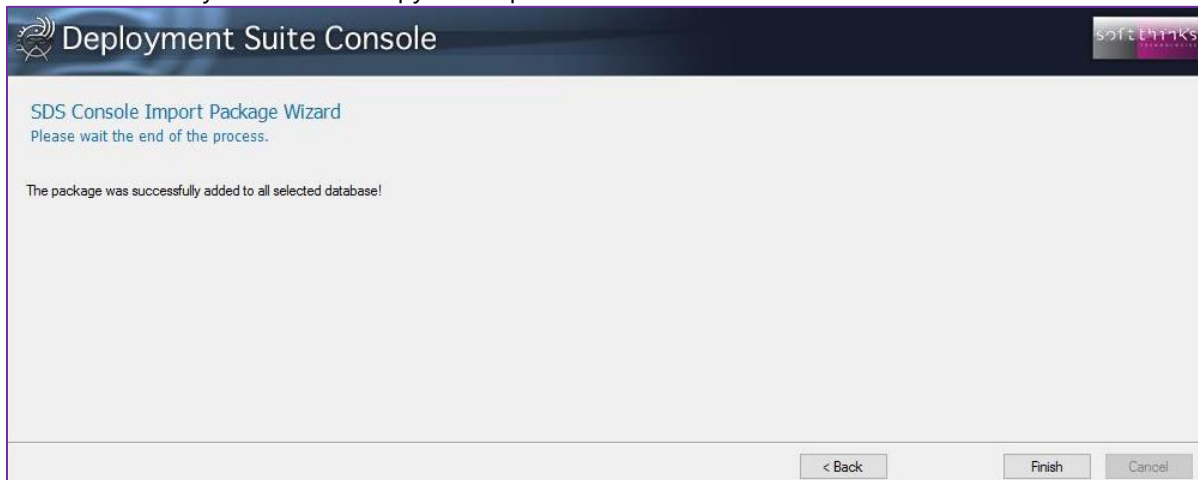 Deployment Suite Console
softthinks
SDS Console Import Package Wizard
Please wait the end of the process.
The package was successfully added to all selected database!
< Back
Finish
Cancel